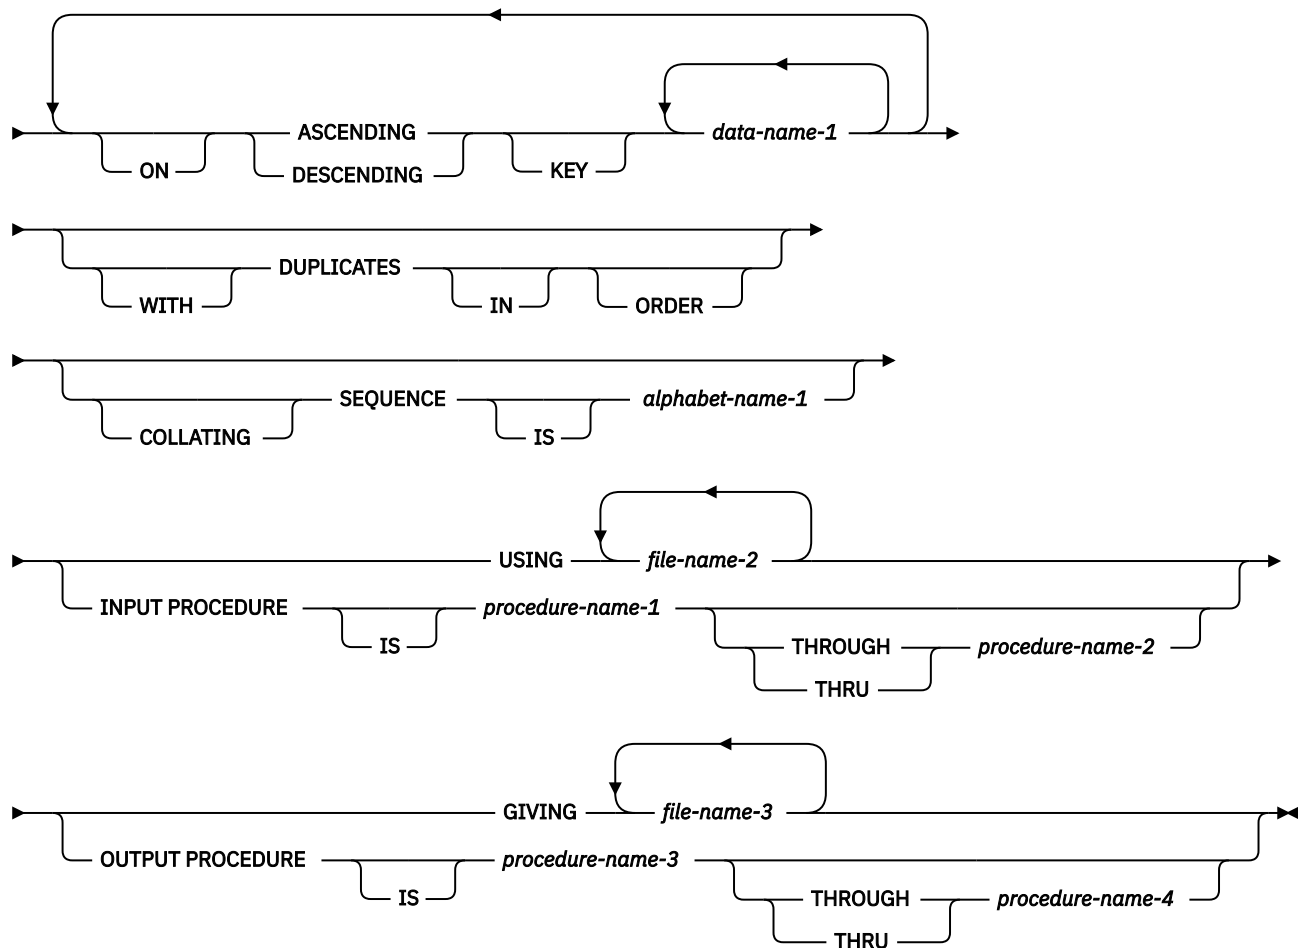 ASCENDING data-name-1
ON DESCENDING KEY
DUPLICATES
WITH IN ORDER
SEQUENCE alphabet-name-1
COLLATING IS
USING file-name-2
INPUT PROCEDURE procedure-name-1
IS THROUGH procedure-name-2
THRU
GIVING file-name-3
OUTPUT PROCEDURE procedure-name-3
IS THROUGH procedure-name-4
THRU